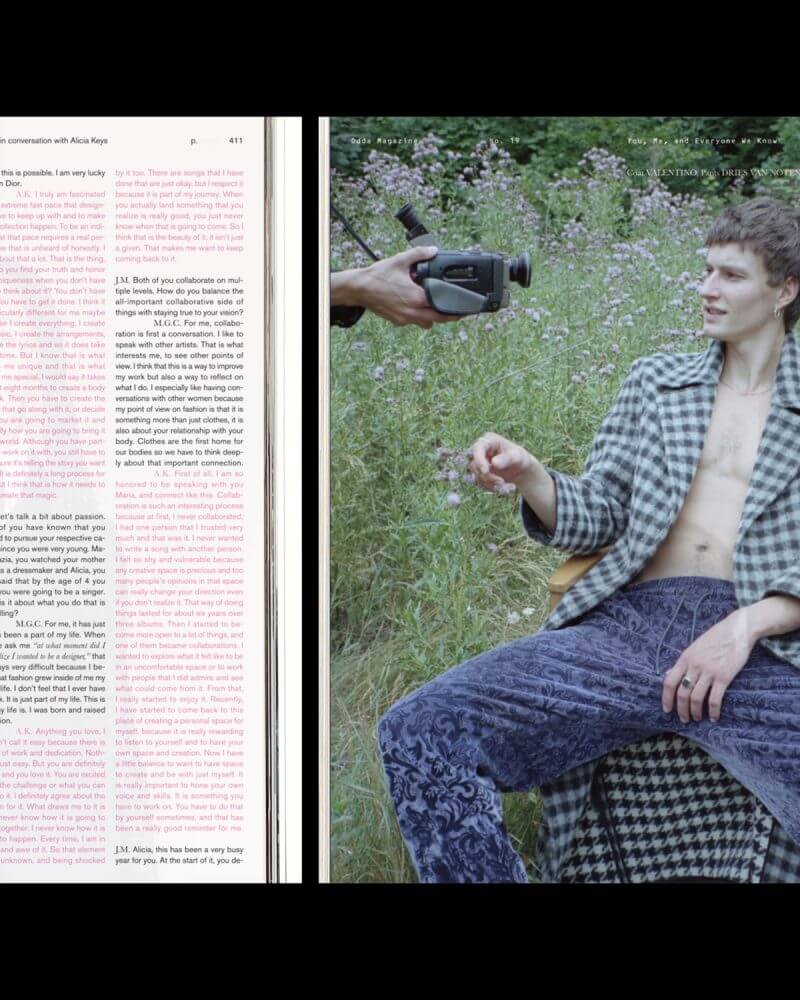 in conversation with Alicia Keys
p. 411
this is possible. I am very lucky
n Dior.
A.K. I truly am fascinated
extreme fast pace that design-
ve to keep up with and to make
ollection happen. To be an indi-
at that pace requires a real per-
e that is unheard of honestly. I
bout that a lot. That is the thing,
o you find your truth and honor
niqueness when you don't have
think about it? You don't have
ou have to get it done. I think it
icularly different for me maybe
se I create everything. I create
sic, I create the arrangements,
e the lyrics and so it does take
time. But I know that is what
me unique and that is what
me special. I would say it takes
t eight months to create a body
k. Then you have to create the
that go along with it, or decide
ou are going to market it and
ly how you are going to bring it
world. Although you have part-
work on it with, you still have to
ure it's telling the story you want
It is definitely a long process for
ut I think that is how it needs to
omate that magic.
et's talk a bit about passion.
of you have known that you
d to pursue your respective ca-
since you were very young. Ma-
azia, you watched your mother
s a dressmaker and Alicia, you
said that by the age of 4 you
you were going to be a singer.
is it about what you do that is
lling?
M.G.C. For me, it has just
been a part of my life. When
e ask me "at what moment did I
lize I wanted to be a designer," that
ys very difficult because I be-
at fashion grew inside of me my
life. I don't feel that I ever have
k. It is just part of my life. This is
y life is. I was born and raised
ion.
A.K. Anything you love, I
n't call it easy because there is
of work and dedication. Noth-
ust easy. But you are definitely
and you love it. You are excited
the challenge or what you can
o it. I definitely agree about the
n for it. What draws me to it is
never know how it is going to
together. I never know how it is
to happen. Every time, I am in
and awe of it. So that element
unknown, and being shocked
by it too. There are songs that I have
done that are just okay, but I respect it
because it is part of my journey. When
you actually land something that you
realize is really good, you just never
know when that is going to come. So I
think that is the beauty of it, it isn't just
a given. That makes me want to keep
coming back to it.
J.M. Both of you collaborate on mul-
tiple levels. How do you balance the
all-important collaborative side of
things with staying true to your vision?
M.G.C. For me, collabo-
ration is first a conversation. I like to
speak with other artists. That is what
interests me, to see other points of
view. I think that this is a way to improve
my work but also a way to reflect on
what I do. I especially like having con-
versations with other women because
my point of view on fashion is that it is
something more than just clothes, it is
also about your relationship with your
body. Clothes are the first home for
our bodies so we have to think deep-
ly about that important connection.
A.K. First of all, I am so
honored to be speaking with you
Maria, and connect like this. Collab-
oration is such an interesting process
because at first, I never collaborated.
I had one person that I trusted very
much and that was it. I never wanted
to write a song with another person.
I felt so shy and vulnerable because
any creative space is precious and too
many people's opinions in that space
can really change your direction even
if you don't realize it. That way of doing
things lasted for about six years over
three albums. Then I started to be-
come more open to a lot of things, and
one of them became collaborations. I
wanted to explore what it felt like to be
in an uncomfortable space or to work
with people that I did admire and see
what could come from it. From that,
I really started to enjoy it. Recently,
I have started to come back to this
place of creating a personal space for
myself, because it is really rewarding
to listen to yourself and to have your
own space and creation. Now I have
a little balance to want to have space
to create and be with just myself. It
is really important to hone your own
voice and skills. It is something you
have to work on. You have to do that
by yourself sometimes, and that has
been a really good reminder for me.
J.M. Alicia, this has been a very busy
year for you. At the start of it, you de-
Odda Magazine
No. 19
You, Me, and Everyone We Know
Coat VALENTINO, Pants DRIES VAN NOTEN